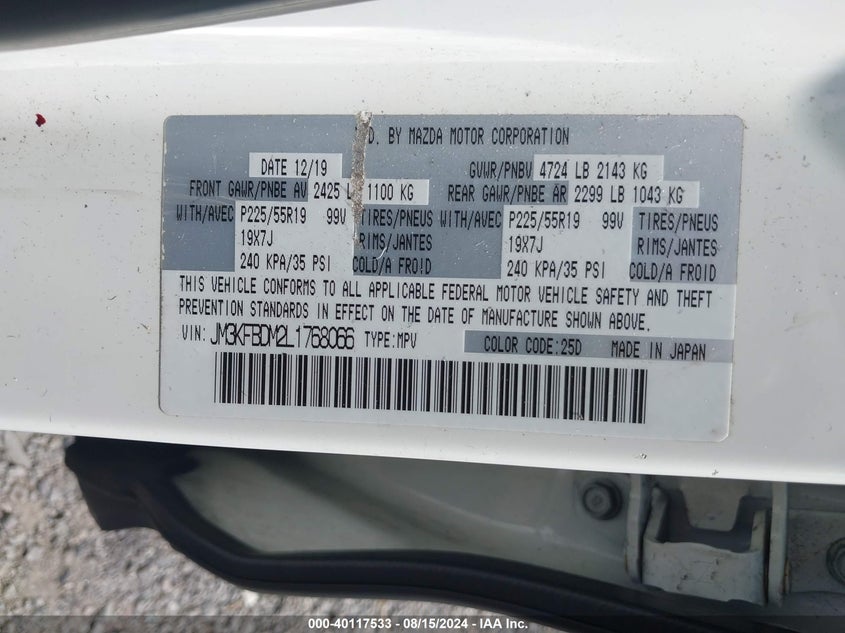 D. BY MAZDA MOTOR CORPORATION
DATE 12/19 GVWR/PNBV 4724 LB 2143 KG
FRONT GAWR/PNBE AV 2425 L 1100 KG REAR GAWR/PNBE AR 2299 LB 1043 KG
WITH/AVEC P225/55R19 99V TIRES/PNEUS WITH/AVEC P225/55R19 99V TIRES/PNEUS
19X7J RIMS/JANTES 19X7J RIMS/JANTES
240 KPA/35 PSI COLD/A FROID 240 KPA/35 PSI COLD/A FROID
THIS VEHICLE CONFORMS TO ALL APPLICABLE FEDERAL MOTOR VEHICLE SAFETY AND THEFT
PREVENTION STANDARDS IN EFFECT ON THE DATE OF MANUFACTURE SHOWN ABOVE.
VIN: JM3KFBDM2L1768066 TYPE:MPV COLOR CODE:25D MADE IN JAPAN
000-40117533 - 08/15/2024 - IAA Inc.